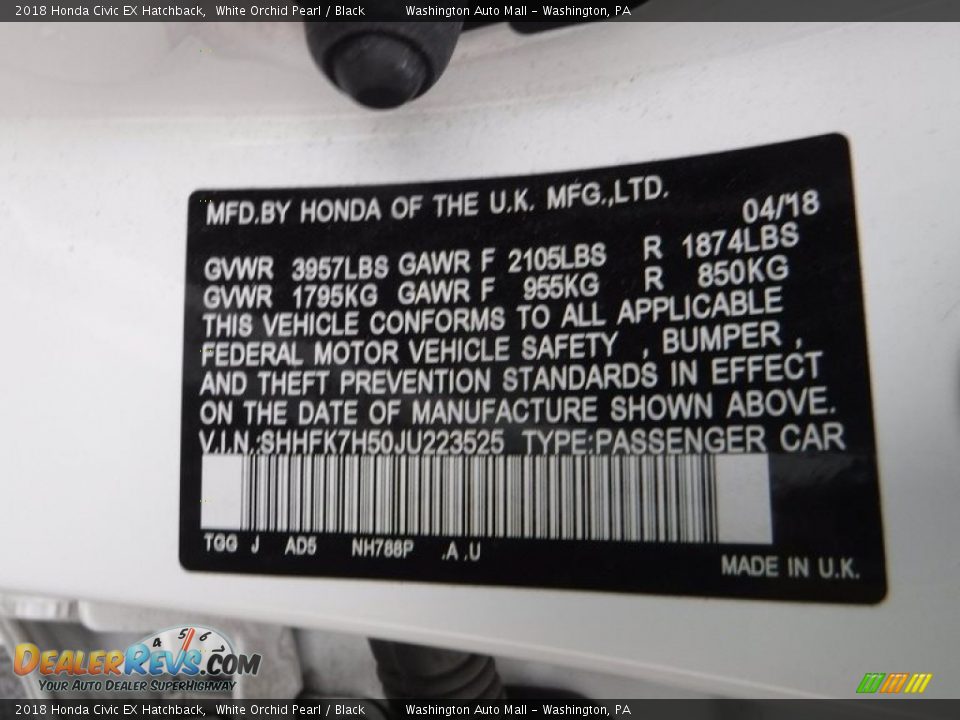 2018 Honda Civic EX Hatchback, White Orchid Pearl / Black Washington Auto Mall - Washington, PA
MFD.BY HONDA OF THE U.K. MFG.,LTD.
04/18
GVWR 3957LBS GAWR F 2105LBS R 1874LBS
GVWR 1795KG GAWR F 955KG R 850KG
THIS VEHICLE CONFORMS TO ALL APPLICABLE
FEDERAL MOTOR VEHICLE SAFETY , BUMPER ,
AND THEFT PREVENTION STANDARDS IN EFFECT
ON THE DATE OF MANUFACTURE SHOWN ABOVE.
V.I.N.:SHHFK7H50JU223525 TYPE:PASSENGER CAR
TGG J AD5 NH788P .A .U
MADE IN U.K.
4 5 6 7
DEALERREVS.COM
YOUR AUTO DEALER SUPERHIGHWAY
2018 Honda Civic EX Hatchback, White Orchid Pearl / Black Washington Auto Mall - Washington, PA